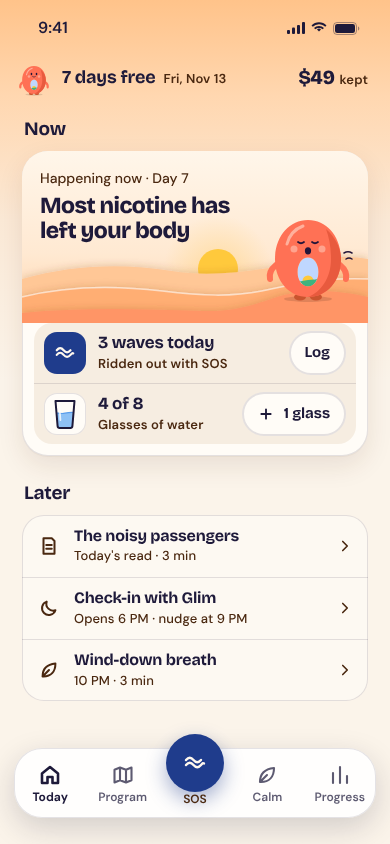 9:41
7 days free Fri, Nov 13
$49 kept
Now
Happening now · Day 7
Most nicotine has
left your body
3 waves today
Ridden out with SOS
Log
4 of 8
Glasses of water
+ 1 glass
Later
The noisy passengers
Today's read · 3 min
Check-in with Glim
Opens 6 PM · nudge at 9 PM
Wind-down breath
10 PM · 3 min
Today
Program
SOS
Calm
Progress